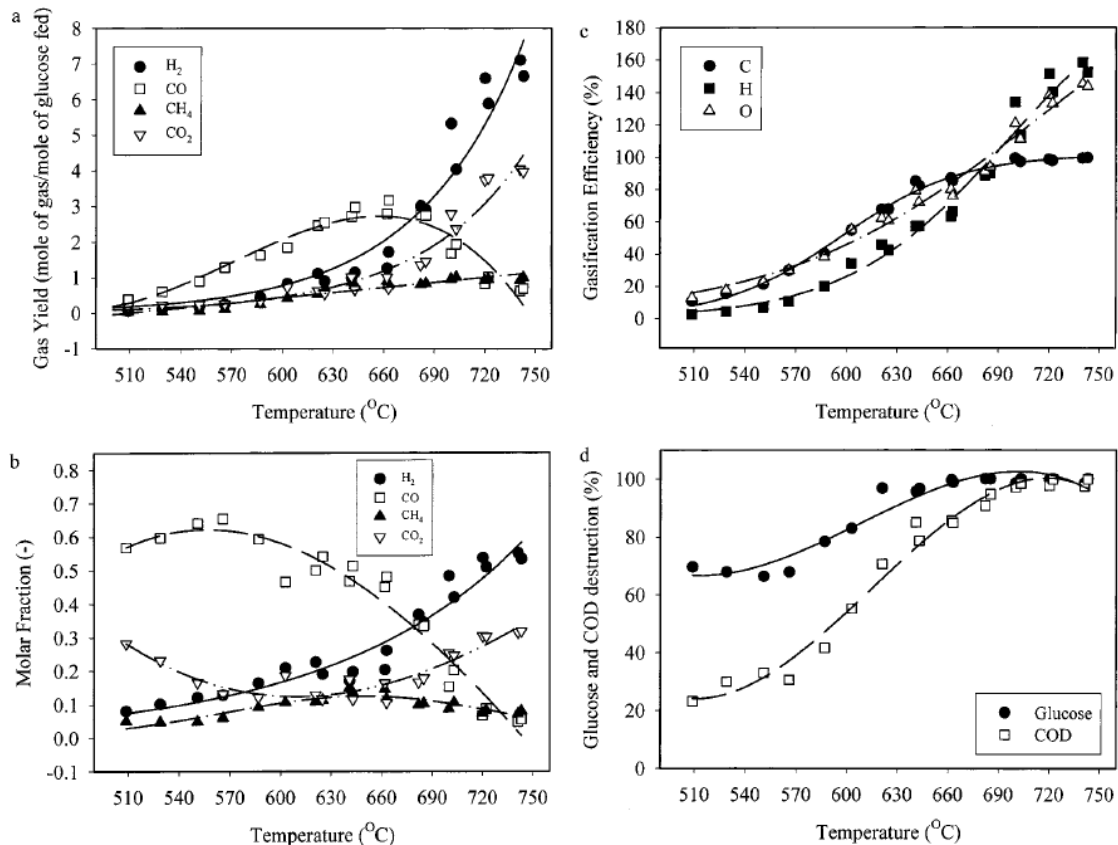 a
Gas Yield (mole of gas/mole of glucose fed)
8
7
6
5
4
3
2
1
0
-1
H2
CO
CH4
CO2
510 540 570 600 630 660 690 720 750
Temperature (OC)
b
Molar Fraction (-)
0.8
0.7
0.6
0.5
0.4
0.3
0.2
0.1
0.0
-0.1
H2
CO
CH4
CO2
510 540 570 600 630 660 690 720 750
Temperature (OC)
c
Gasification Efficiency (%)
160
140
120
100
80
60
40
20
0
C
H
O
510 540 570 600 630 660 690 720 750
Temperature (OC)
d
Glucose and COD destruction (%)
100
80
60
40
20
0
Glucose
COD
510 540 570 600 630 660 690 720 750
Temperature (OC)